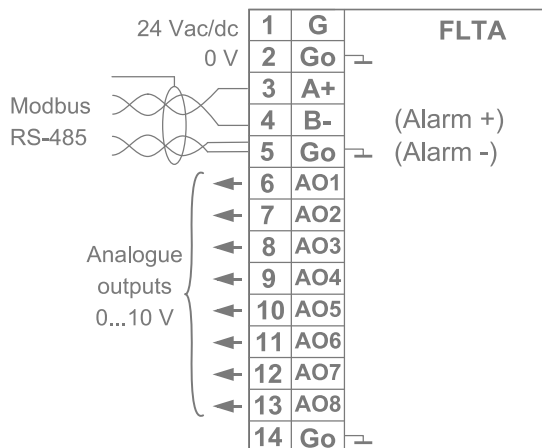 24 Vac/dc 1 G FLTA
0 V 2 Go
3 A+
Modbus
RS-485
4 B- (Alarm +)
5 Go (Alarm -)
6 AO1
7 AO2
8 AO3
Analogue
outputs
0...10 V
9 AO4
10 AO5
11 AO6
12 AO7
13 AO8
14 Go